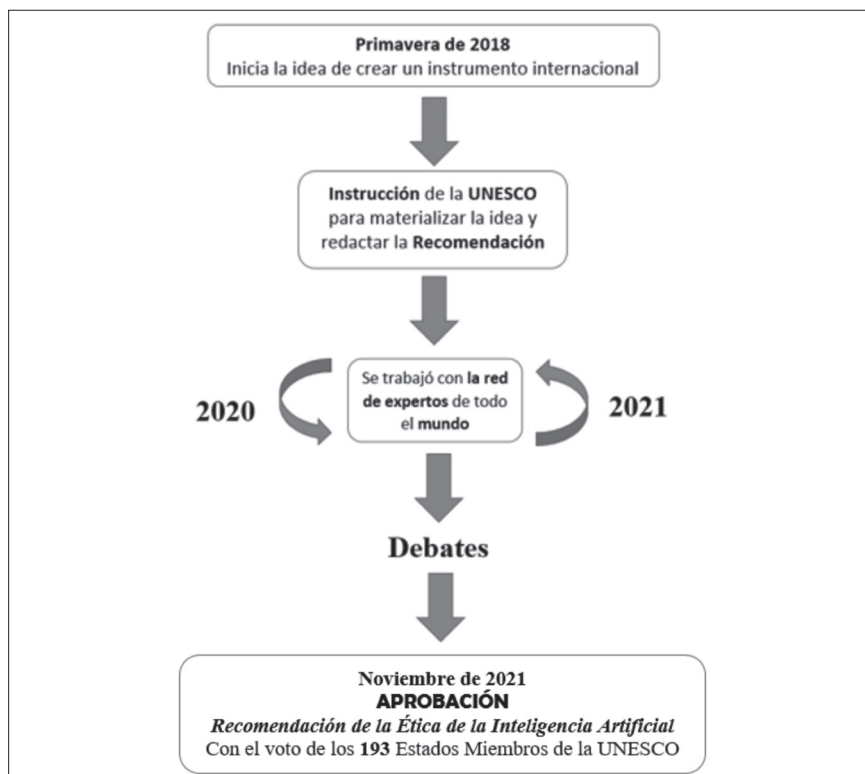 Primavera de 2018
Inicia la idea de crear un instrumento internacional
Instrucción de la UNESCO
para materializar la idea y
redactar la Recomendación
2020
Se trabajó con la red
de expertos de todo
el mundo
2021
Debates
Noviembre de 2021
APROBACIÓN
Recomendación de la Ética de la Inteligencia Artificial
Con el voto de los 193 Estados Miembros de la UNESCO